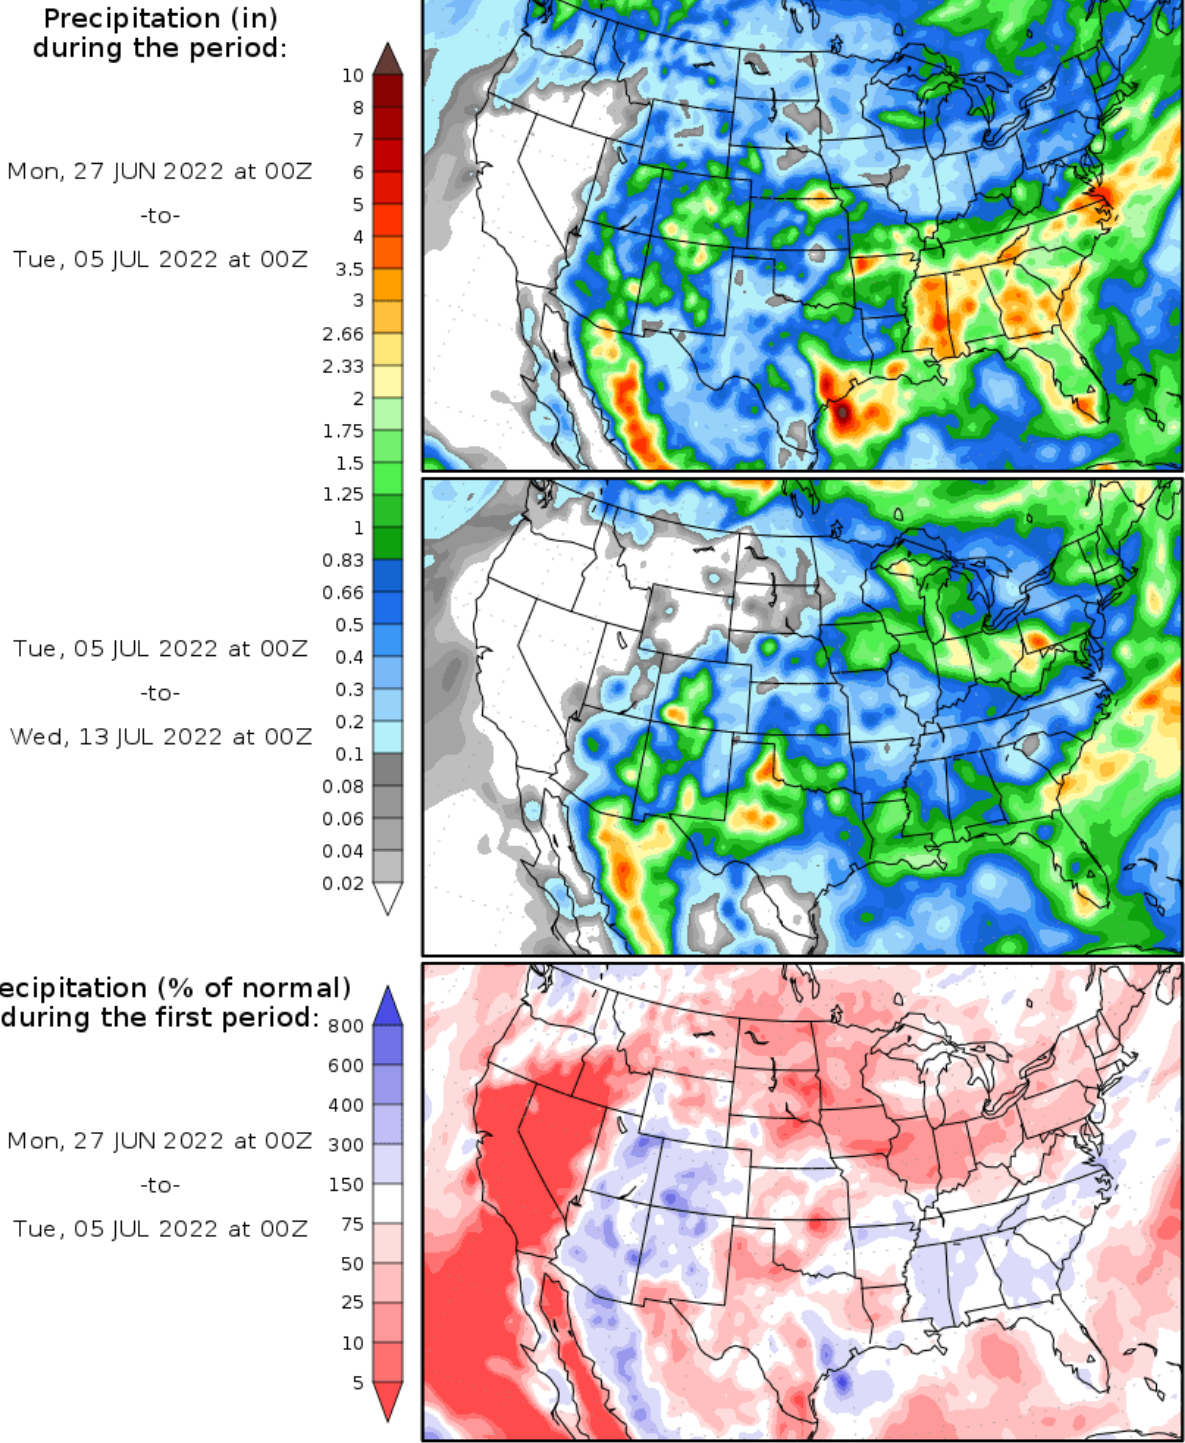 Precipitation (in)
during the period:
10
8
7
6
5
4
3.5
3
2.66
2.33
2
1.75
1.5
1.25
1
0.83
0.66
0.5
0.4
0.3
0.2
0.1
0.08
0.06
0.04
0.02
Mon, 27 JUN 2022 at 00Z
-to-
Tue, 05 JUL 2022 at 00Z
Tue, 05 JUL 2022 at 00Z
-to-
Wed, 13 JUL 2022 at 00Z
ecipitation (% of normal)
during the first period:
800
600
400
300
150
75
50
25
10
5
Mon, 27 JUN 2022 at 00Z
-to-
Tue, 05 JUL 2022 at 00Z